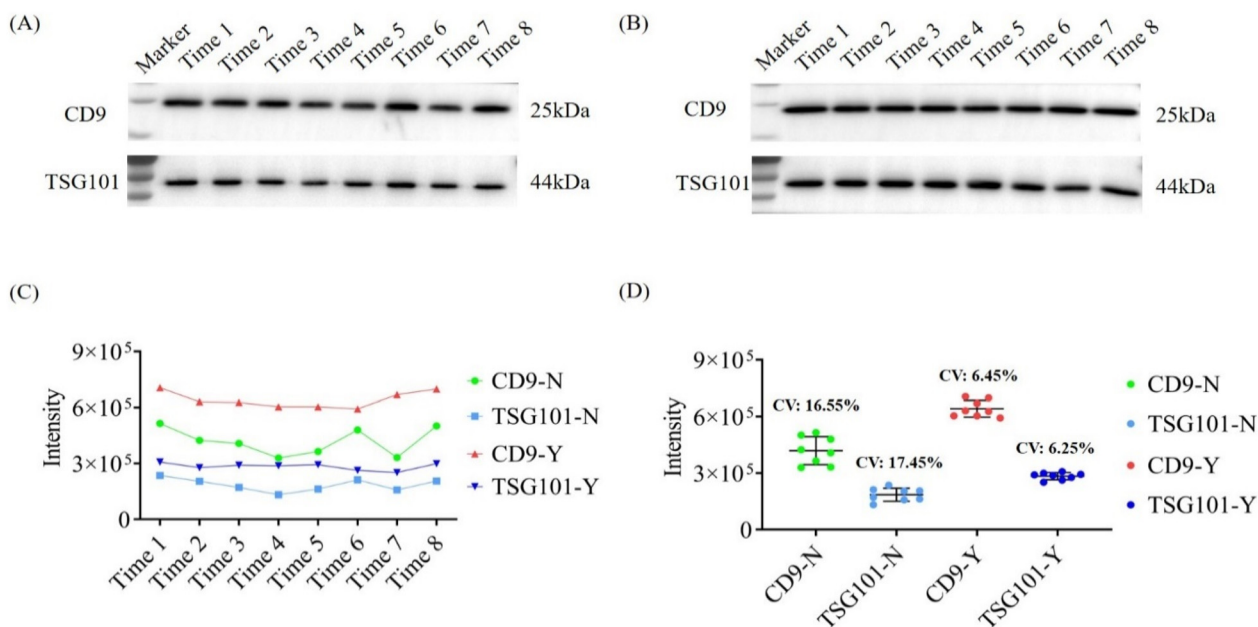 (A)
Marker Time 1 Time 2 Time 3 Time 4 Time 5 Time 6 Time 7 Time 8
CD9 25kDa
TSG101 44kDa
(B)
Marker Time 1 Time 2 Time 3 Time 4 Time 5 Time 6 Time 7 Time 8
CD9 25kDa
TSG101 44kDa
(C)
Intensity
9×10⁵
6×10⁵
3×10⁵
0
Time 1 Time 2 Time 3 Time 4 Time 5 Time 6 Time 7 Time 8
CD9-N
TSG101-N
CD9-Y
TSG101-Y
(D)
Intensity
9×10⁵
6×10⁵
3×10⁵
0
CV: 16.55%
CV: 17.45%
CV: 6.45%
CV: 6.25%
CD9-N TSG101-N CD9-Y TSG101-Y
CD9-N
TSG101-N
CD9-Y
TSG101-Y